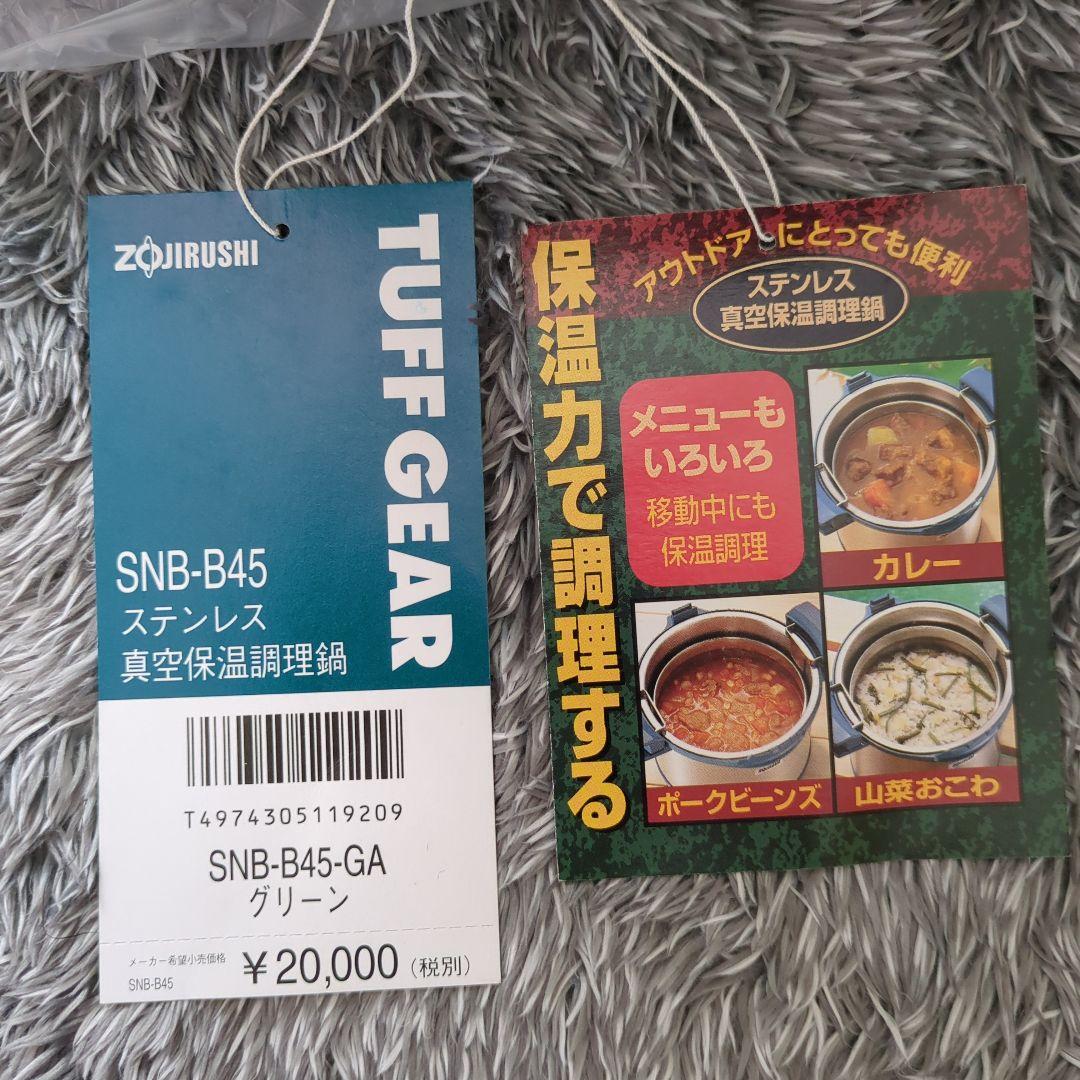 ZOJIRUSHI
TUFF GEAR
SNB-B45
ステンレス
真空保温調理鍋
T4974305119209
SNB-B45-GA
グリーン
メーカー希望小売価格
SNB-B45
¥20,000(税別)
アウトドアーにとっても便利
ステンレス
真空保温調理鍋
保温力で調理する
メニューも
いろいろ
移動中にも
保温調理
カレー
ポークビーンズ
山菜おこわ